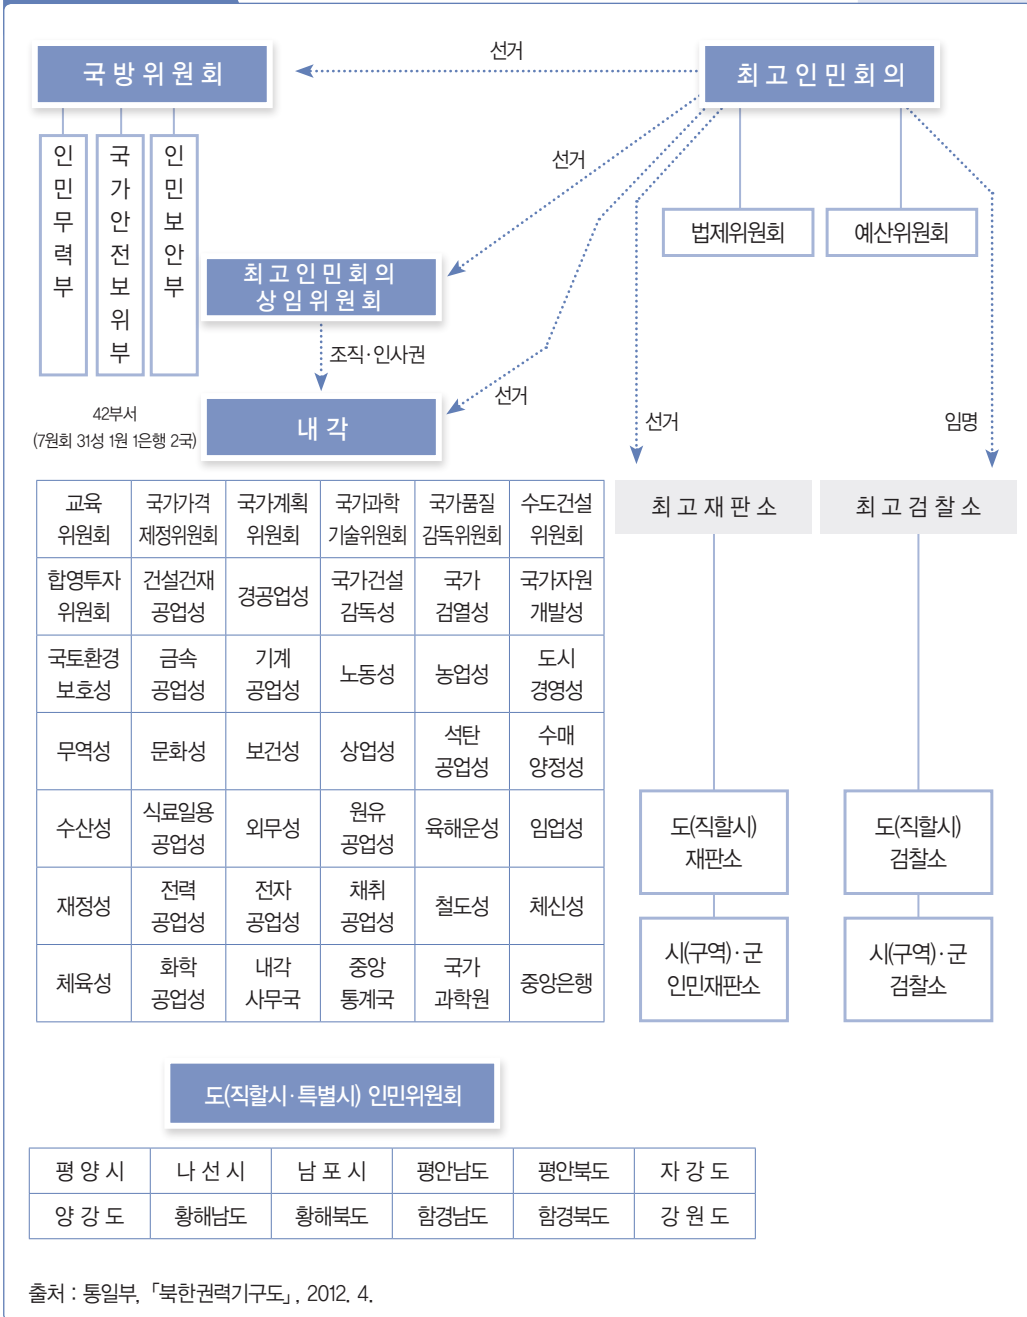 선거
국방위원회
최고인민회의
인민무력부
국가안전보위부
인민보안부
선거
법제위원회
예산위원회
최고인민회의
상임위원회
조직·인사권
선거
내각
42부서
(7원회 31성 1원 1은행 2국)
선거
임명
최고재판소
최고검찰소
교육
위원회
국가가격
제정위원회
국가계획
위원회
국가과학
기술위원회
국가품질
감독위원회
수도건설
위원회
합영투자
위원회
건설건재
공업성
경공업성
국가건설
감독성
국가
검열성
국가자원
개발성
국토환경
보호성
금속
공업성
기계
공업성
노동성
농업성
도시
경영성
무역성
문화성
보건성
상업성
석탄
공업성
수매
양정성
수산성
식료일용
공업성
외무성
원유
공업성
육해운성
임업성
재정성
전력
공업성
전자
공업성
채취
공업성
철도성
체신성
체육성
화학
공업성
내각
사무국
중앙
통계국
국가
과학원
중앙은행
도(직할시)
재판소
도(직할시)
검찰소
시(구역)·군
인민재판소
시(구역)·군
검찰소
도(직할시·특별시) 인민위원회
평양시
나선시
남포시
평안남도
평안북도
자강도
양강도
황해남도
황해북도
함경남도
함경북도
강원도
출처 : 통일부, 「북한권력기구도」, 2012. 4.